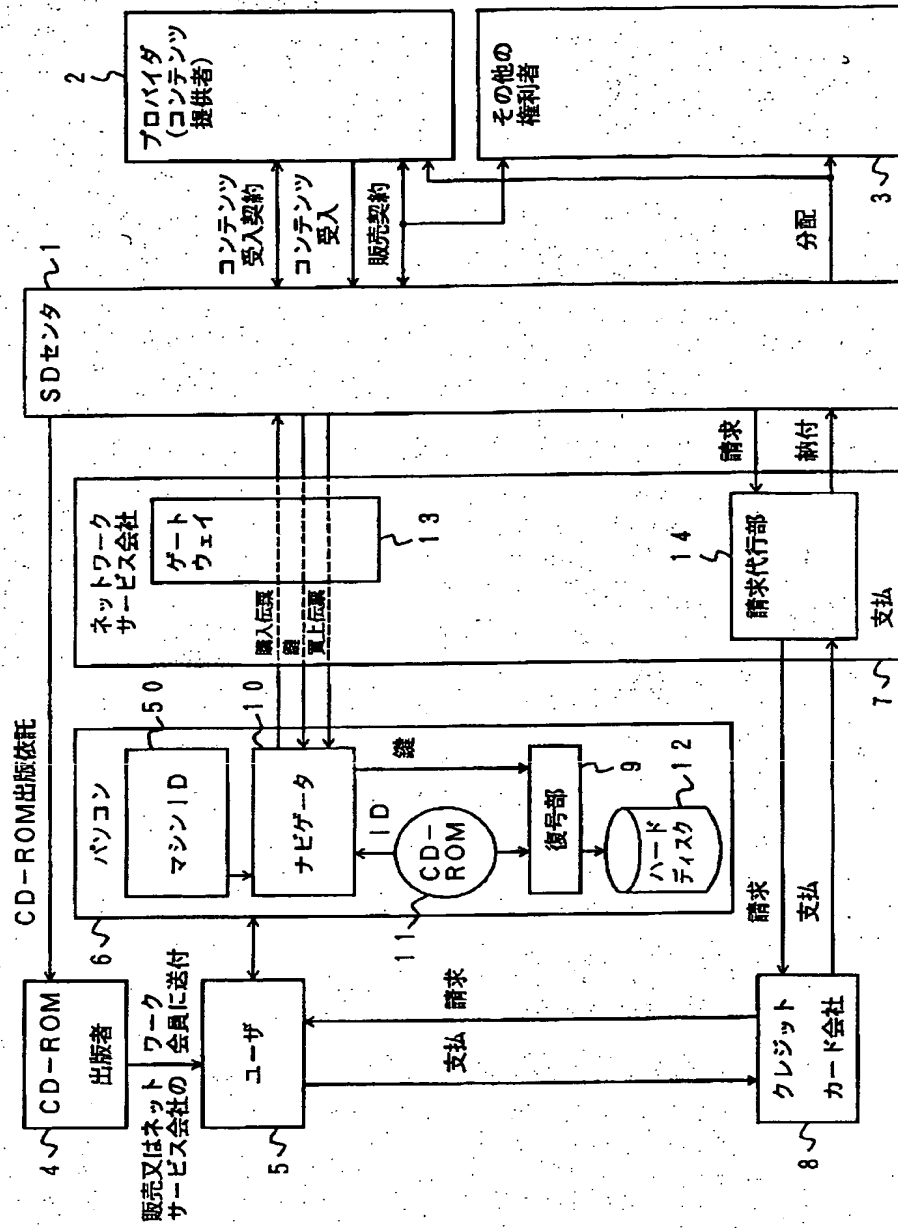 CD-ROM出版依託
4
CD-ROM
出版者
販売又はネットワーク
サービス会社の会員に送付
5
ユーザ
請求
支払
8
クレジット
カード会社
6
パソコン
マシンID
50
ナビゲータ
10
ID
鍵
11
CD-
ROM
復号部
9
ハード
ディスク
12
ネットワーク
サービス会社
ゲート
ウェイ
13
購入伝票
鍵
買上伝票
14
請求代行部
請求
支払
請求
納付
支払
7
SDセンタ
1
コンテンツ
受入契約
コンテンツ
受入
販売契約
分配
2
プロバイダ
(コンテンツ
提供者)
その他の
権利者
3